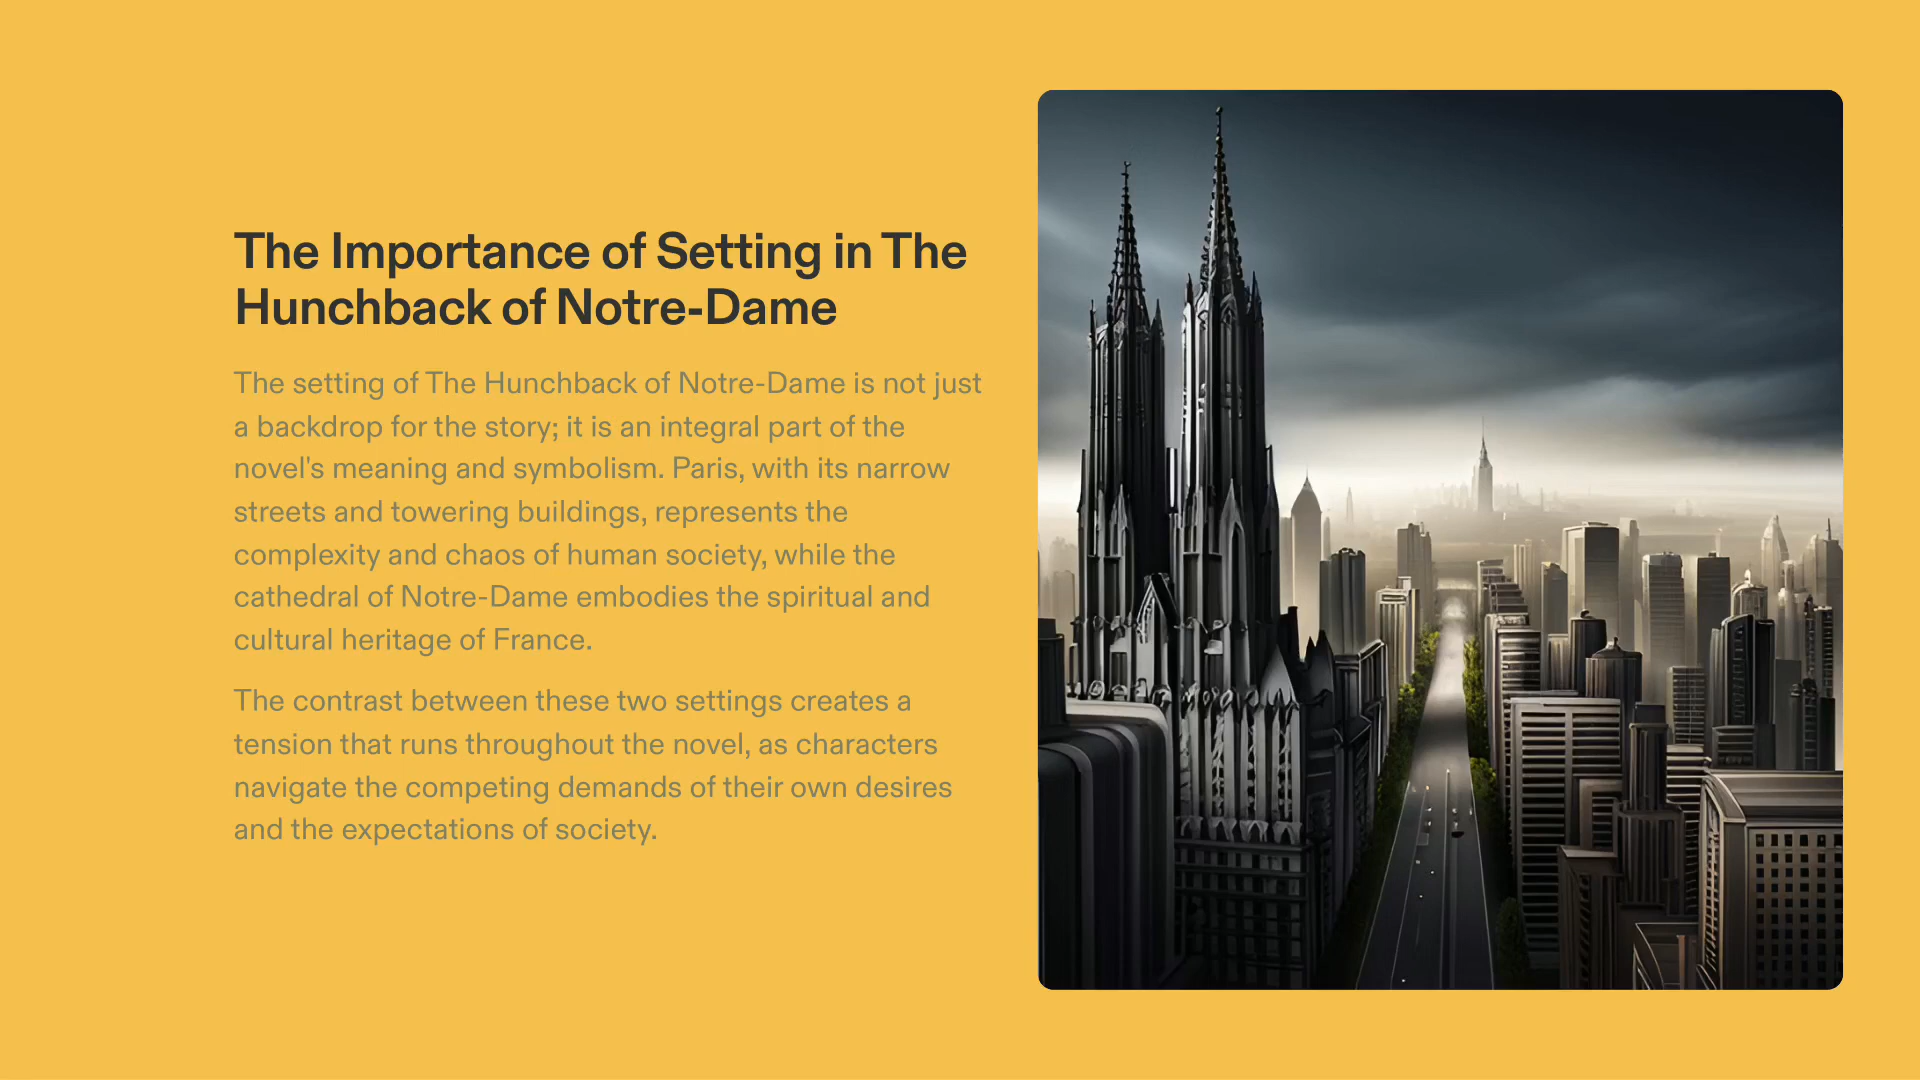 The Importance of Setting in The
Hunchback of Notre-Dame
The setting of The Hunchback of Notre-Dame is not just
a backdrop for the story; it is an integral part of the
novel's meaning and symbolism. Paris, with its narrow
streets and towering buildings, represents the
complexity and chaos of human society, while the
cathedral of Notre-Dame embodies the spiritual and
cultural heritage of France.
The contrast between these two settings creates a
tension that runs throughout the novel, as characters
navigate the competing demands of their own desires
and the expectations of society.